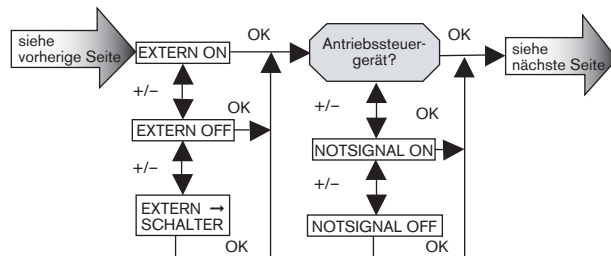 siehe
vorherige Seite
EXTERN ON
OK
Antriebssteuer-
gerät?
OK
siehe
nächste Seite
+/–
OK
+/–
OK
EXTERN OFF
NOTSIGNAL ON
+/–
+/–
EXTERN →
SCHALTER
NOTSIGNAL OFF
OK
OK